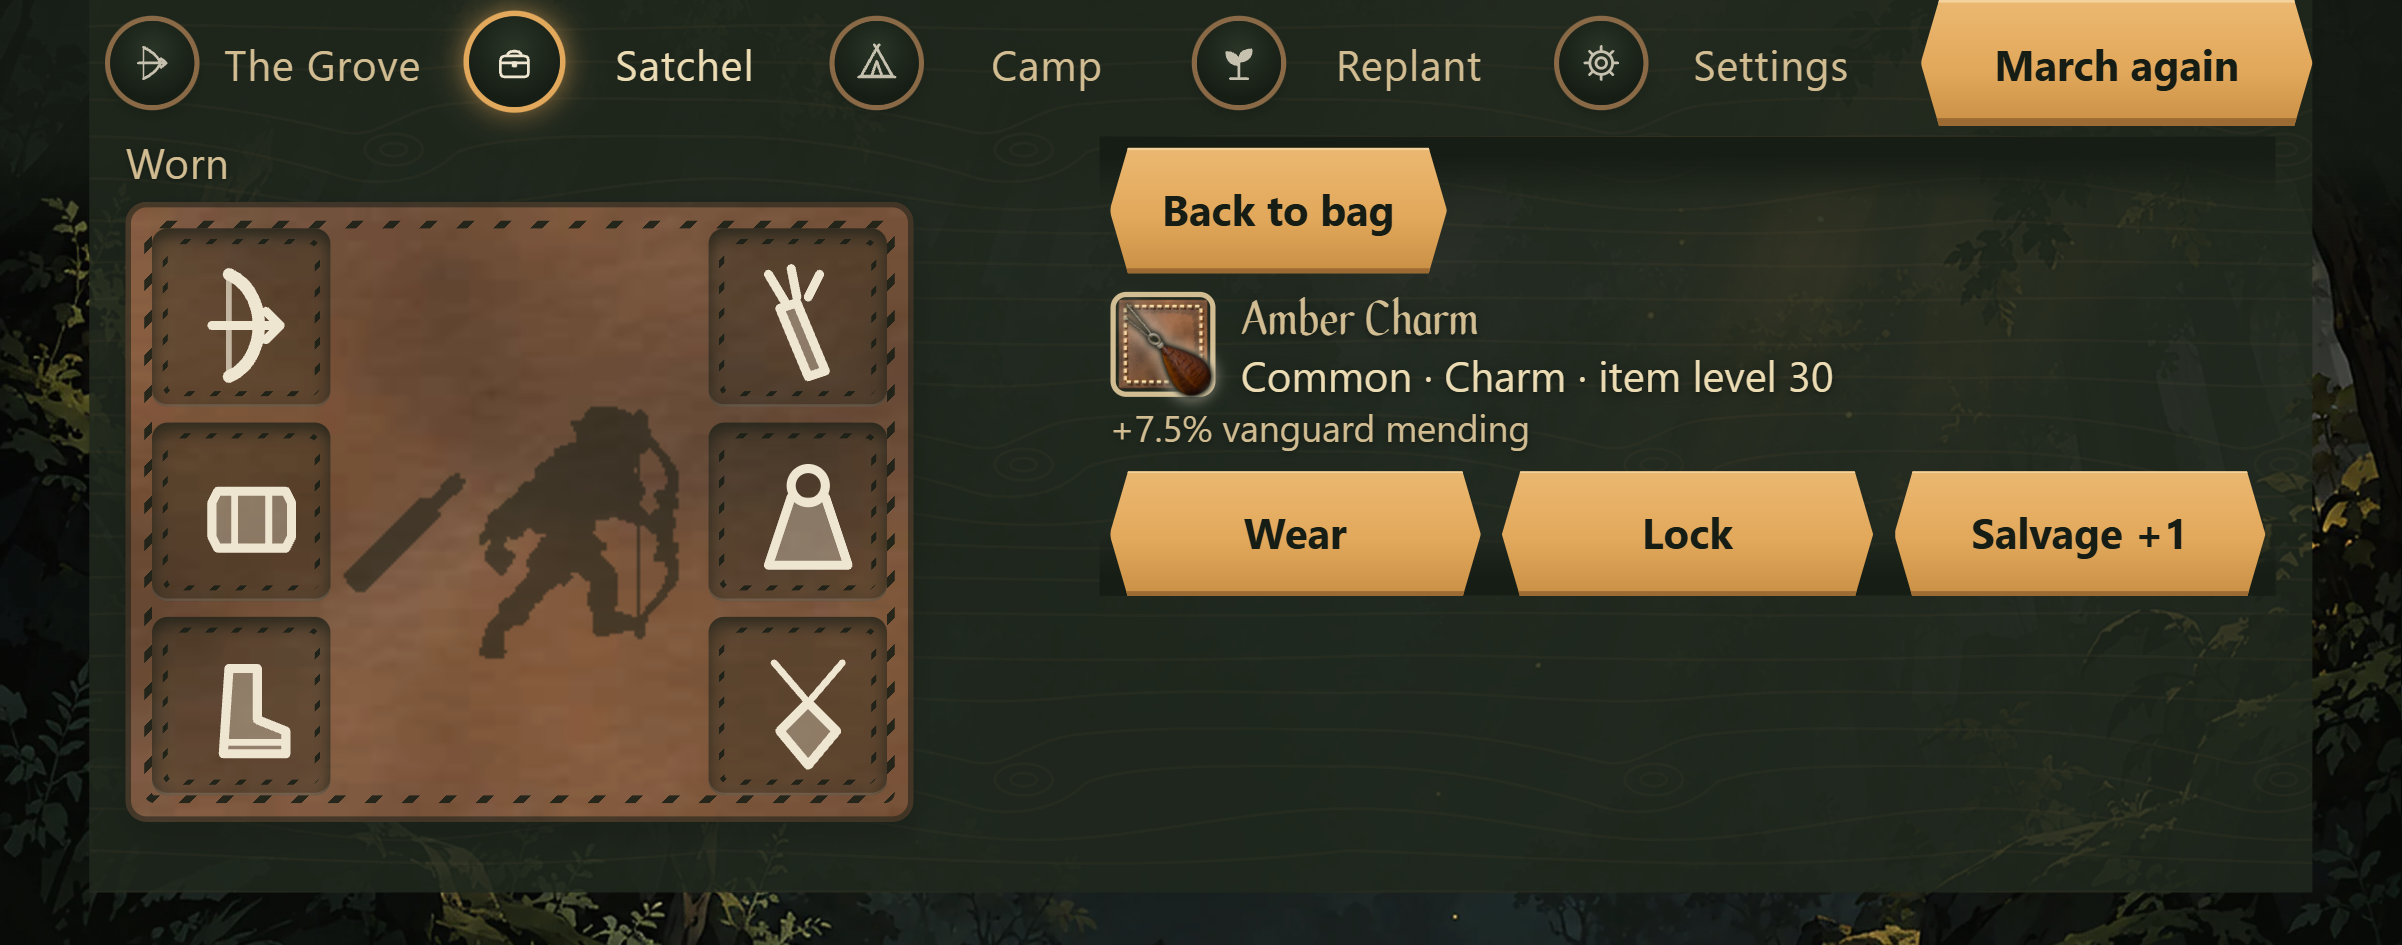 The Grove
Satchel
Camp
Replant
Settings
March again
Worn
Back to bag
Amber Charm
Common · Charm · item level 30
+7.5% vanguard mending
Wear
Lock
Salvage +1